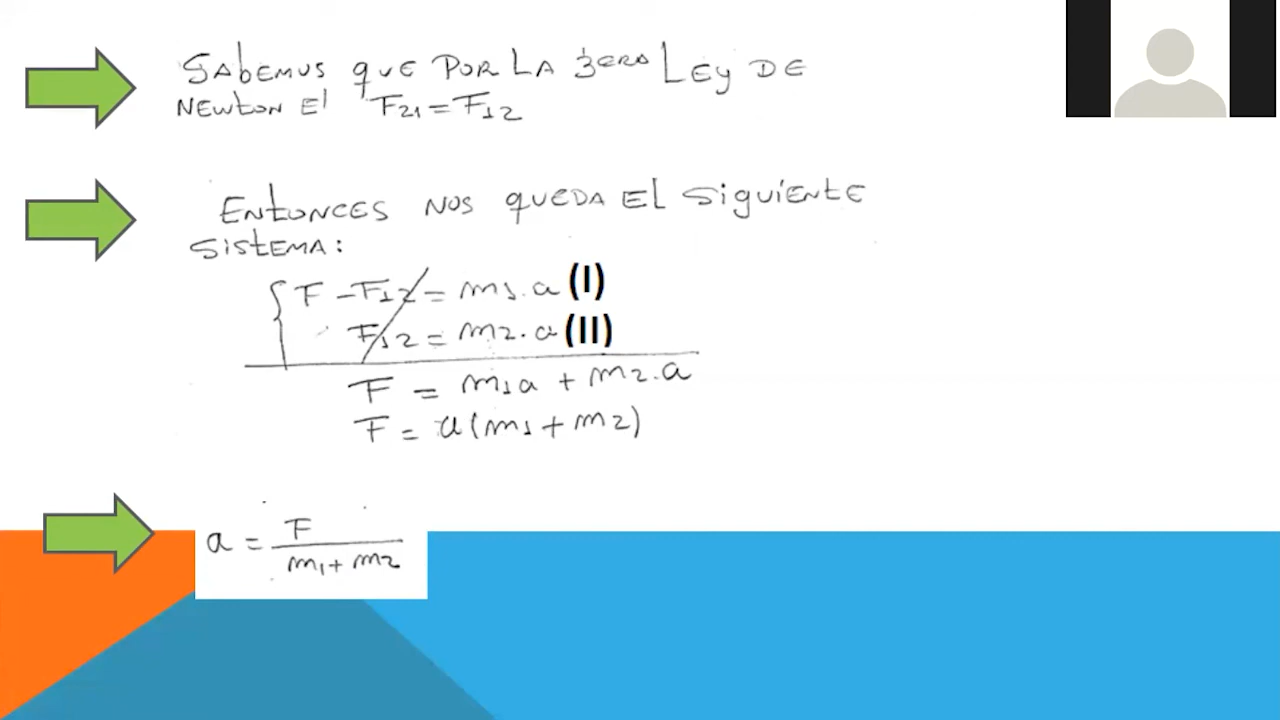 SAbEMUS qUE POR LA 3ERA LEY DE
NEWTON El F21 = F12
ENTONCES NOS QUEDA EL SiguiENTE
SISTEMA:
F - F12 = m1.a (I)
F12 = m2.a (II)
F = m1a + m2.a
F = a(m1 + m2)
a = F
m1 + m2